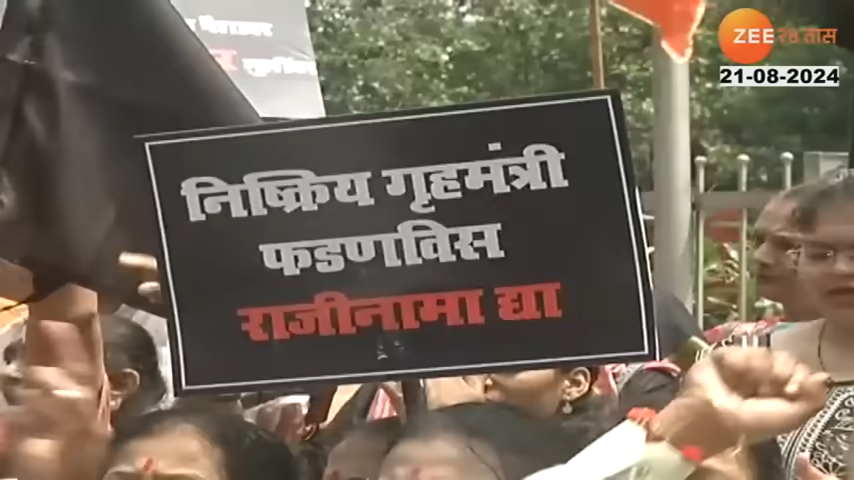 ZEE २४ तास
21-08-2024
निष्क्रिय गृहमंत्री
फडणविस
राजीनामा द्या